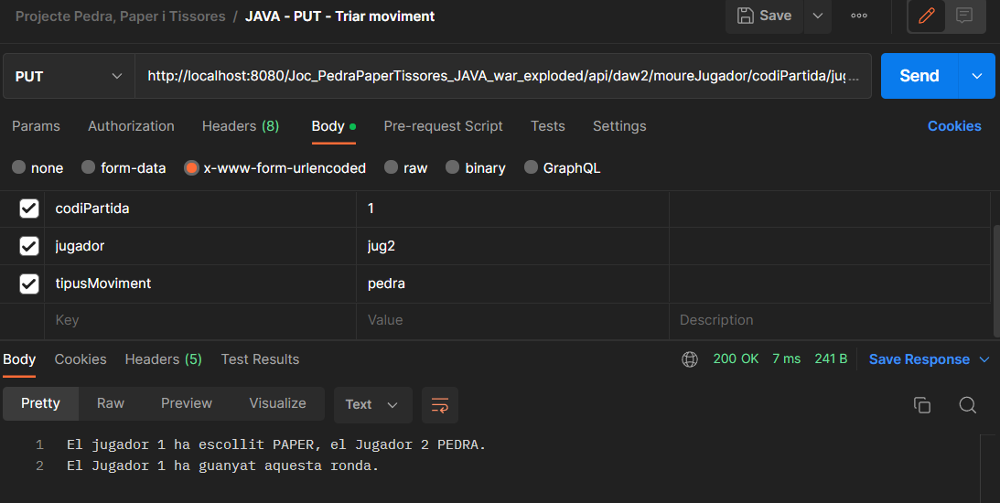 Projecte Pedra, Paper i Tissores / JAVA - PUT - Triar moviment
Save
PUT
http://localhost:8080/Joc_PedraPaperTissores_JAVA_war_exploded/api/daw2/moureJugador/codiPartida/jug...
Send
Params Authorization Headers (8) Body Pre-request Script Tests Settings Cookies
none form-data x-www-form-urlencoded raw binary GraphQL
codiPartida 1
jugador jug2
tipusMoviment pedra
Key Value Description
Body Cookies Headers (5) Test Results 200 OK 7 ms 241 B Save Response
Pretty Raw Preview Visualize Text
1 El jugador 1 ha escollit PAPER, el Jugador 2 PEDRA.
2 El Jugador 1 ha guanyat aquesta ronda.